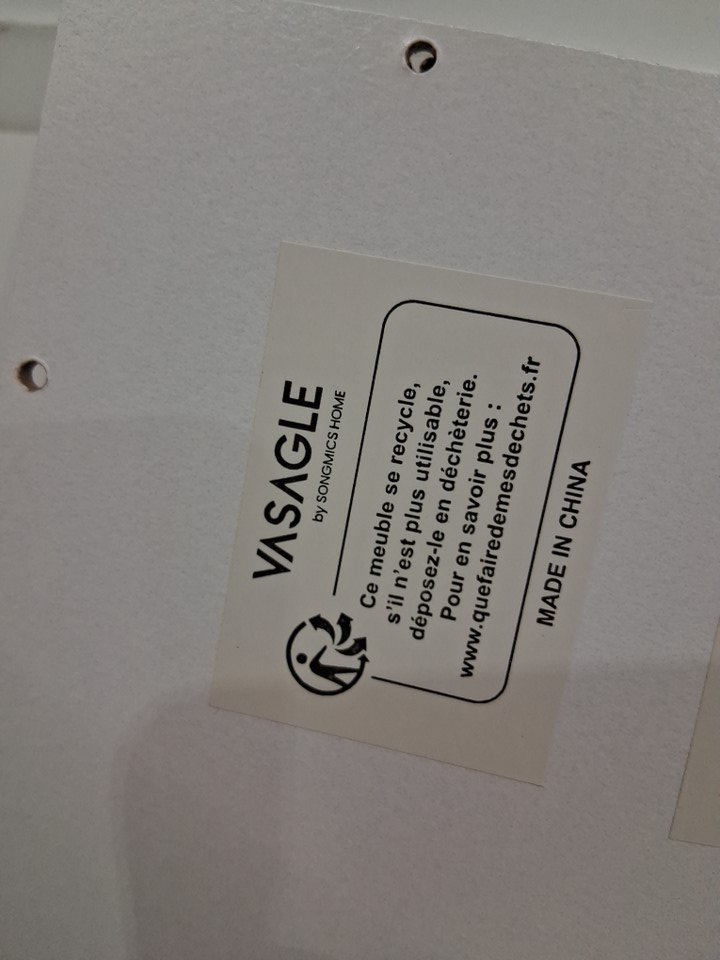 VASAGLE
by SONGMICS HOME
Ce meuble se recycle,
s'il n'est plus utilisable,
déposez-le en déchèterie.
Pour en savoir plus :
www.quefairedemesdechets.fr
MADE IN CHINA